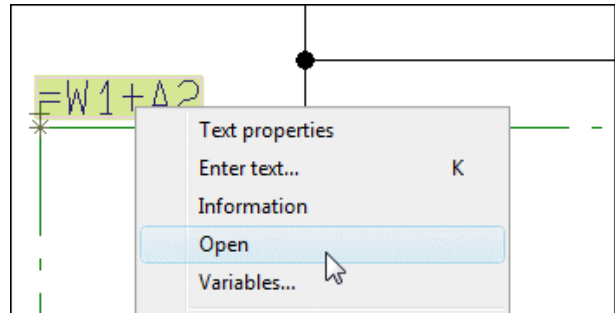 =W1+A2
Text properties
Enter text... K
Information
Open
Variables...